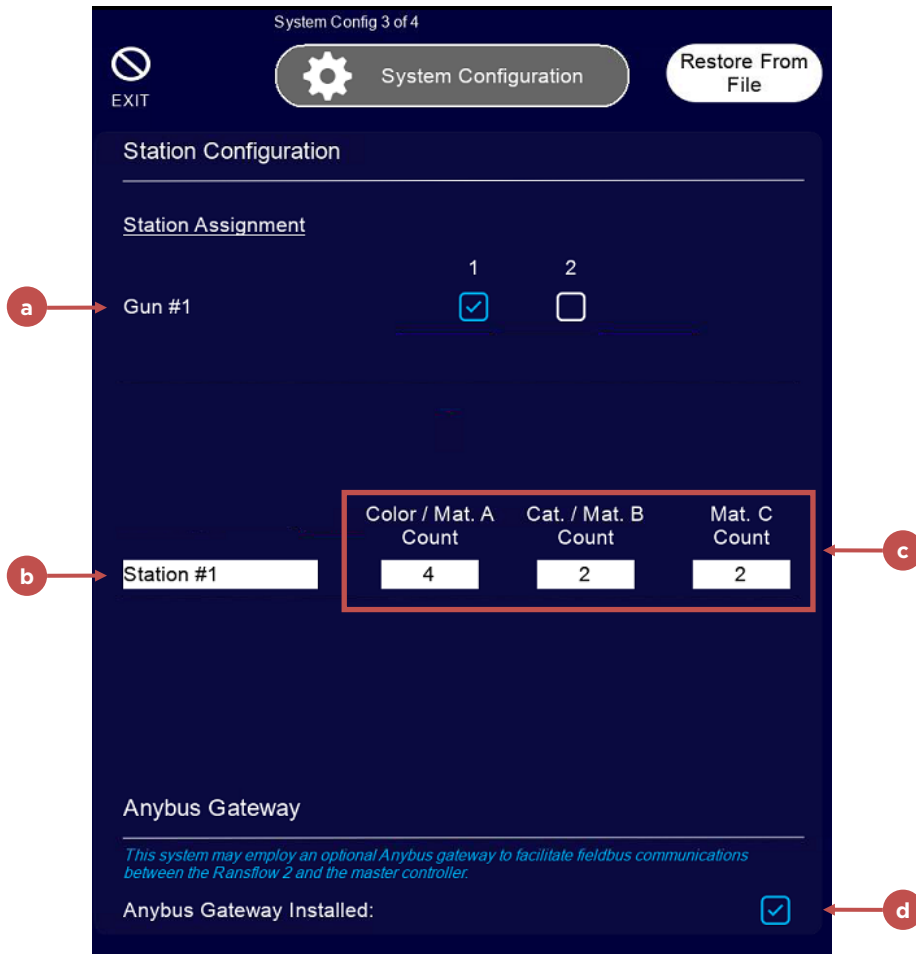 System Config 3 of 4
EXIT
System Configuration
Restore From
File
Station Configuration
Station Assignment
1 2
a
Gun #1
Color / Mat. A Cat. / Mat. B Mat. C
Count Count Count
c
b
Station #1 4 2 2
Anybus Gateway
This system may employ an optional Anybus gateway to facilitate fieldbus communications
between the Ransflow 2 and the master controller.
Anybus Gateway Installed:
d